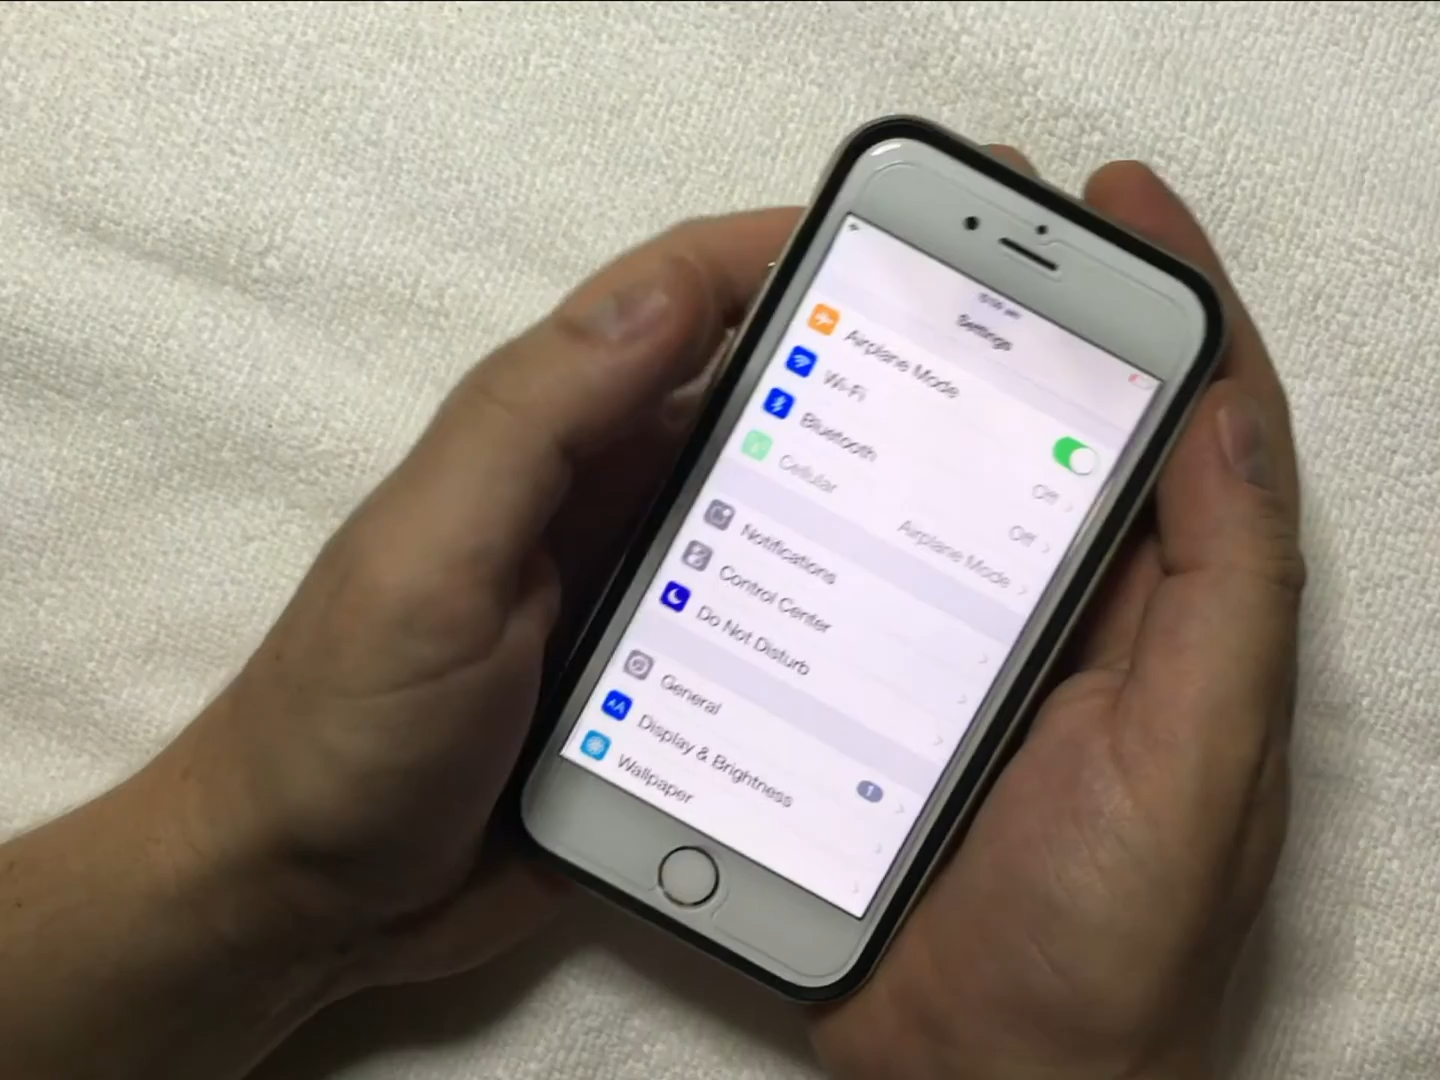 Settings
Airplane Mode
Wi-Fi
Off
Bluetooth
Off
Cellular
Airplane Mode
Notifications
Control Center
Do Not Disturb
General
1
Display & Brightness
AA
Wallpaper